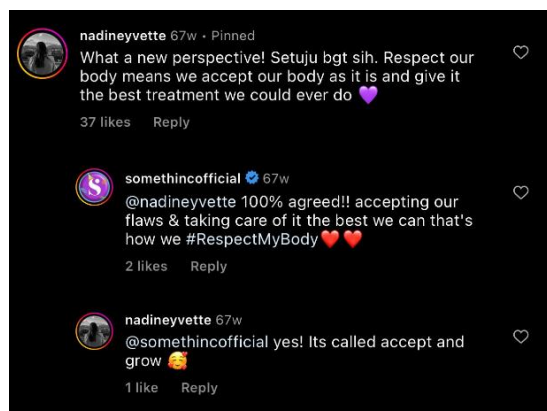 nadineyvette 67w • Pinned
What a new perspective! Setuju bgt sih. Respect our
body means we accept our body as it is and give it
the best treatment we could ever do 💜
37 likes Reply
somethincofficial 67w
@nadineyvette 100% agreed!! accepting our
flaws & taking care of it the best we can that's
how we #RespectMyBody❤️❤️
2 likes Reply
nadineyvette 67w
@somethincofficial yes! Its called accept and
grow 🥰
1 like Reply